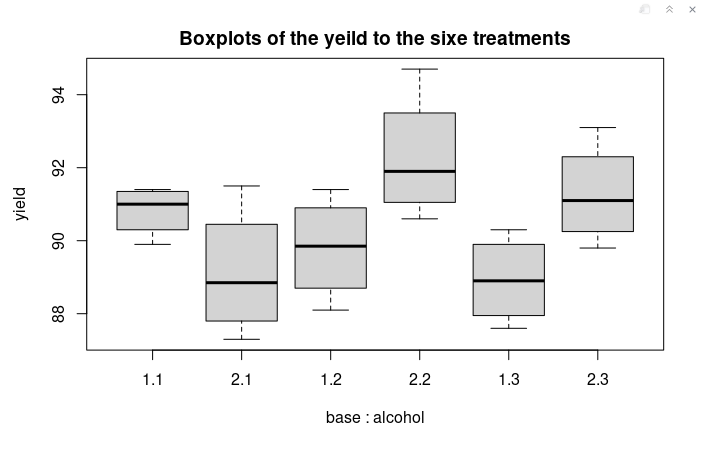 Boxplots of the yeild to the sixe treatments
94
92
90
88
yield
1.1 2.1 1.2 2.2 1.3 2.3
base : alcohol